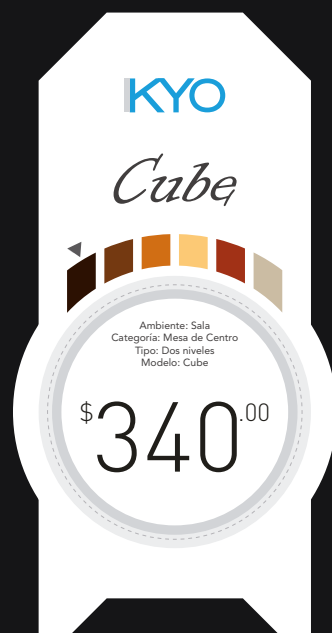 KYO
Cube
Ambiente: Sala
Categoría: Mesa de Centro
Tipo: Dos niveles
Modelo: Cube
$340.00